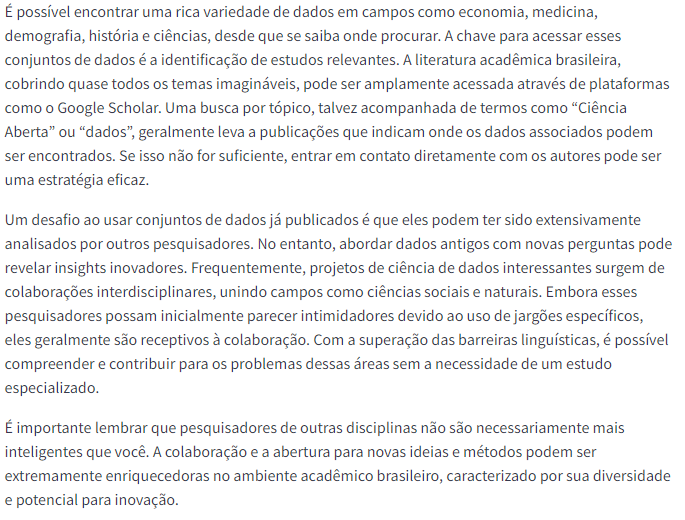 É possível encontrar uma rica variedade de dados em campos como economia, medicina,
demografia, história e ciências, desde que se saiba onde procurar. A chave para acessar esses
conjuntos de dados é a identificação de estudos relevantes. A literatura acadêmica brasileira,
cobrindo quase todos os temas imagináveis, pode ser amplamente acessada através de plataformas
como o Google Scholar. Uma busca por tópico, talvez acompanhada de termos como “Ciência
Aberta” ou “dados”, geralmente leva a publicações que indicam onde os dados associados podem
ser encontrados. Se isso não for suficiente, entrar em contato diretamente com os autores pode ser
uma estratégia eficaz.
Um desafio ao usar conjuntos de dados já publicados é que eles podem ter sido extensivamente
analisados por outros pesquisadores. No entanto, abordar dados antigos com novas perguntas pode
revelar insights inovadores. Frequentemente, projetos de ciência de dados interessantes surgem de
colaborações interdisciplinares, unindo campos como ciências sociais e naturais. Embora esses
pesquisadores possam inicialmente parecer intimidadores devido ao uso de jargões específicos,
eles geralmente são receptivos à colaboração. Com a superação das barreiras linguísticas, é possível
compreender e contribuir para os problemas dessas áreas sem a necessidade de um estudo
especializado.
É importante lembrar que pesquisadores de outras disciplinas não são necessariamente mais
inteligentes que você. A colaboração e a abertura para novas ideias e métodos podem ser
extremamente enriquecedoras no ambiente acadêmico brasileiro, caracterizado por sua diversidade
e potencial para inovação.